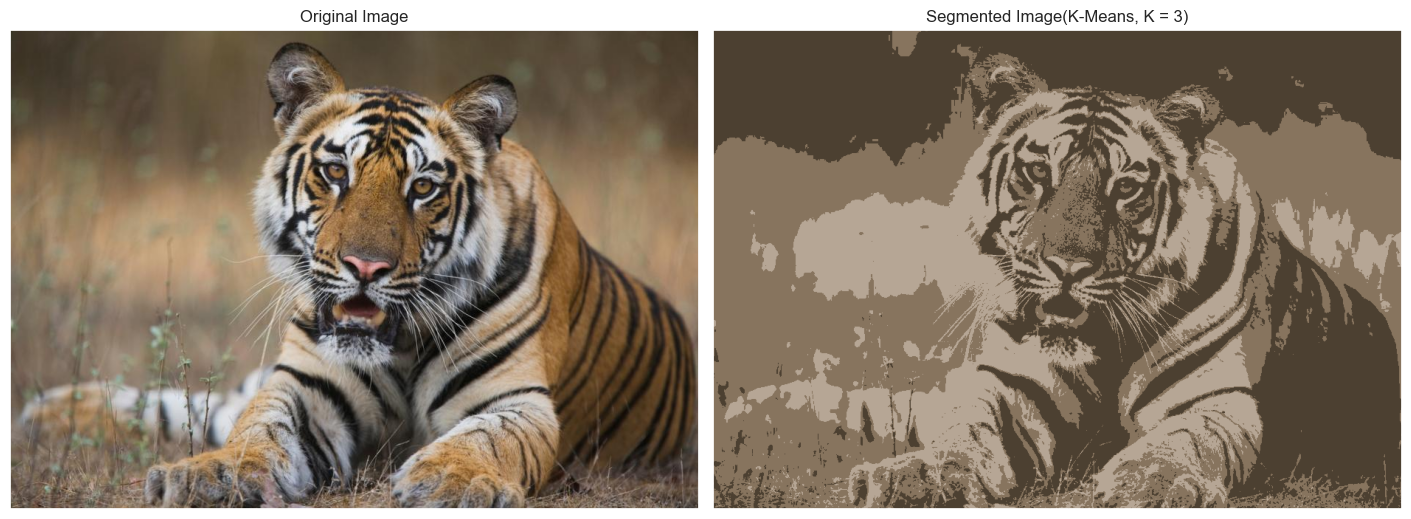 Original Image
Segmented Image(K-Means, K = 3)